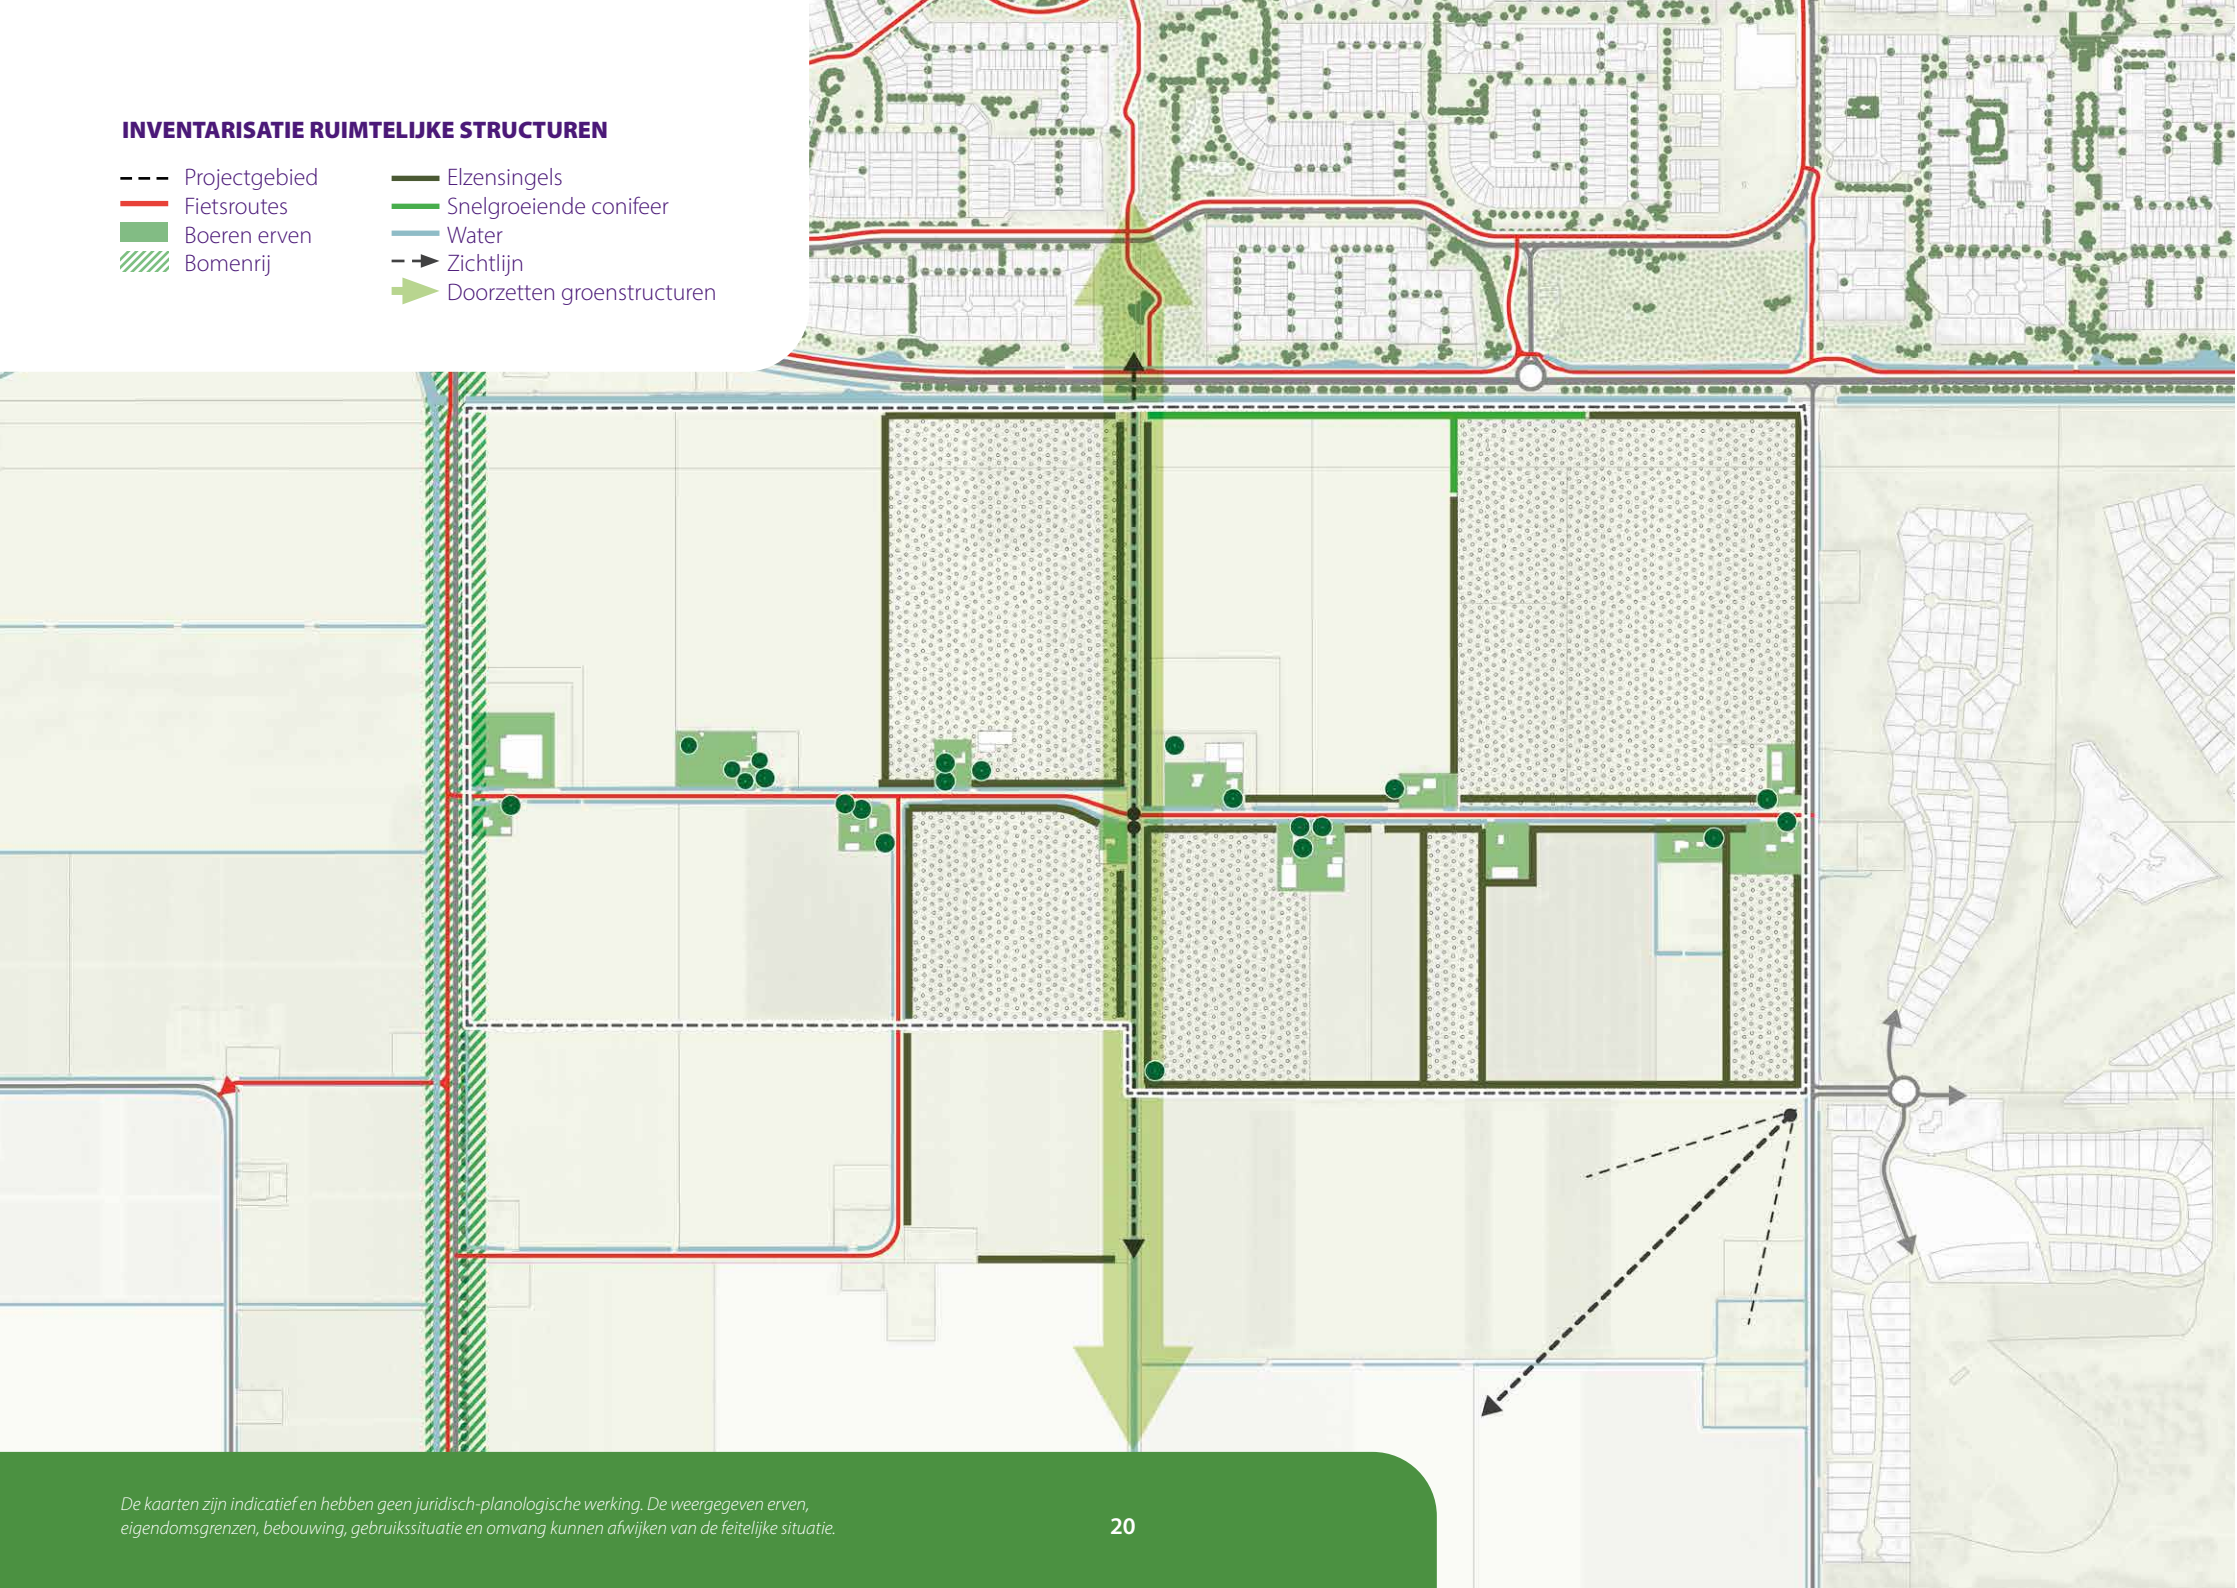 INVENTARISATIE RUIMTELIJKE STRUCTUREN
Projectgebied
Fietsroutes
Boeren erven
Bomenrij
Elzensingels
Snelgroeiende conifeer
Water
Zichtlijn
Doorzetten groenstructuren
De kaarten zijn indicatief en hebben geen juridisch-planologische werking. De weergegeven erven,
eigendomsgrenzen, bebouwing, gebruikssituatie en omvang kunnen afwijken van de feitelijke situatie.
20